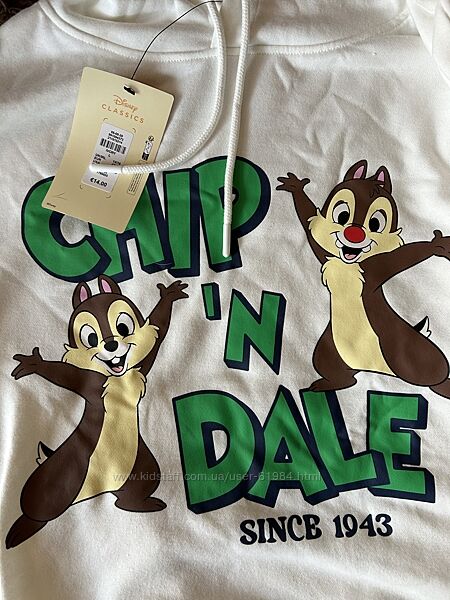 Disney
CLASSICS
€14.00
CHIP
'N
DALE
SINCE 1943
www.kidstaff.com.ua/user-61984.html